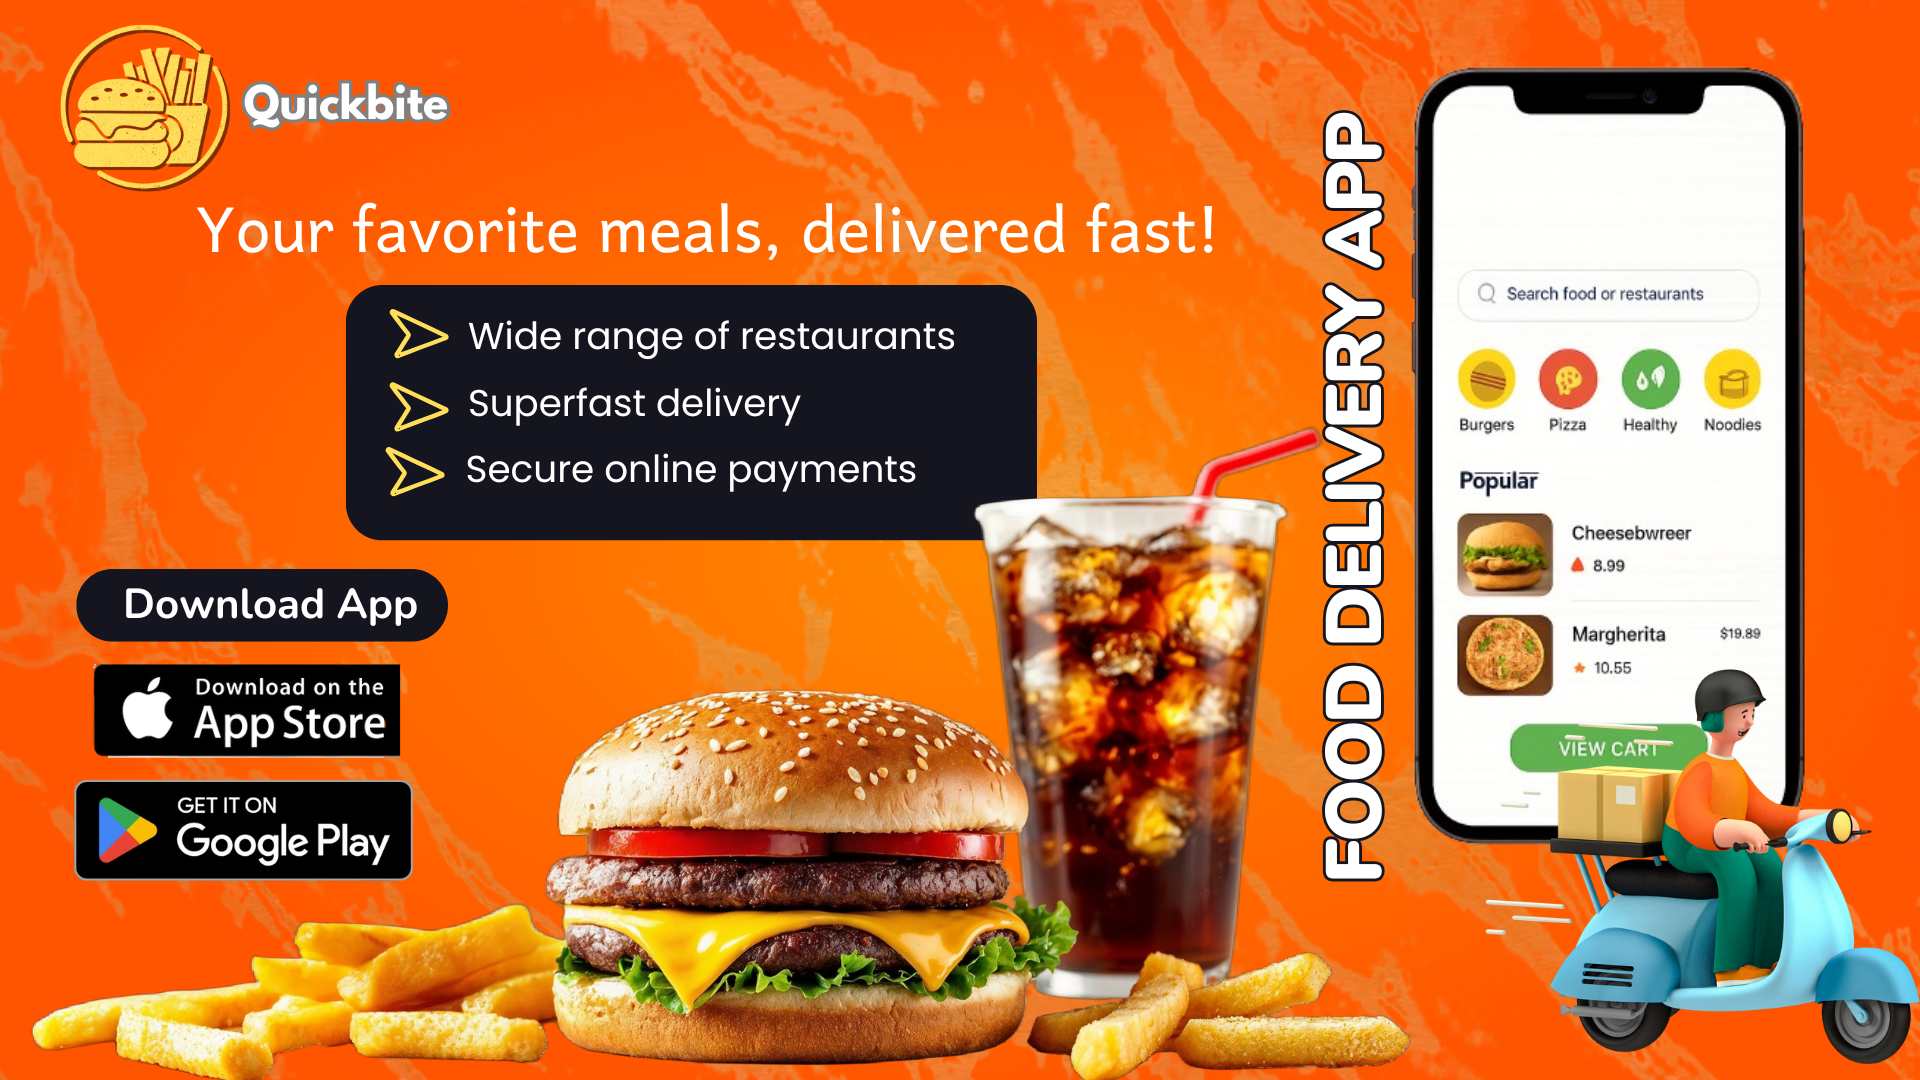 Quickbite
Your favorite meals, delivered fast!
Wide range of restaurants
Superfast delivery
Secure online payments
Download App
Download on the
App Store
GET IT ON
Google Play
FOOD DELIVERY APP
Search food or restaurants
Burgers Pizza Healthy Noodies
Popular
Cheesebwreer
8.99
Margherita $19.89
10.55
VIEW CART